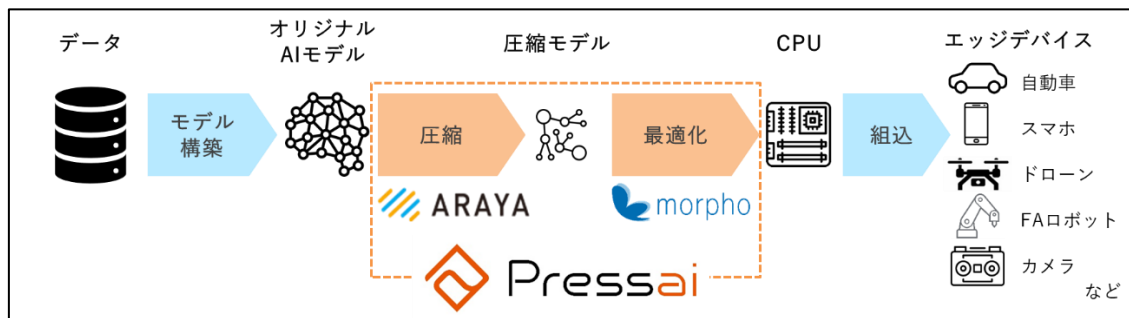 データ
オリジナル
AIモデル
圧縮モデル
CPU
エッジデバイス
モデル
構築
圧縮
最適化
組込
自動車
スマホ
ドローン
FAロボット
カメラ
など
ARAYA
morpho
Pressai